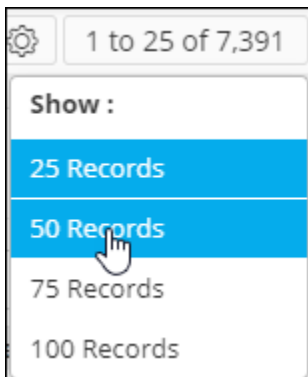 1 to 25 of 7,391
Show :
25 Records
50 Records
75 Records
100 Records